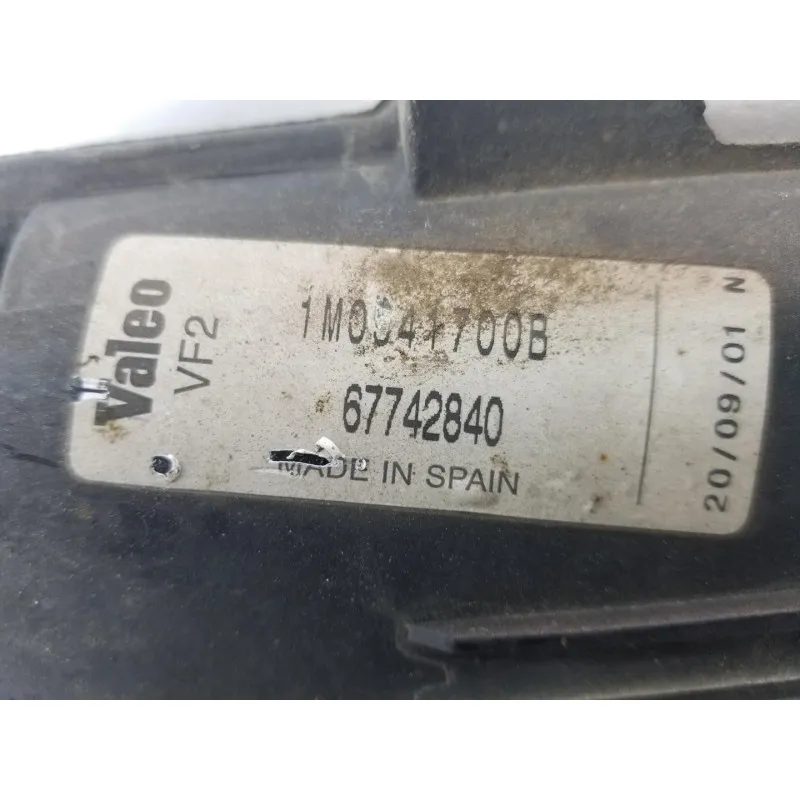 Valeo
VF2
1M0941700B
67742840
MADE IN SPAIN
20/09/01 N